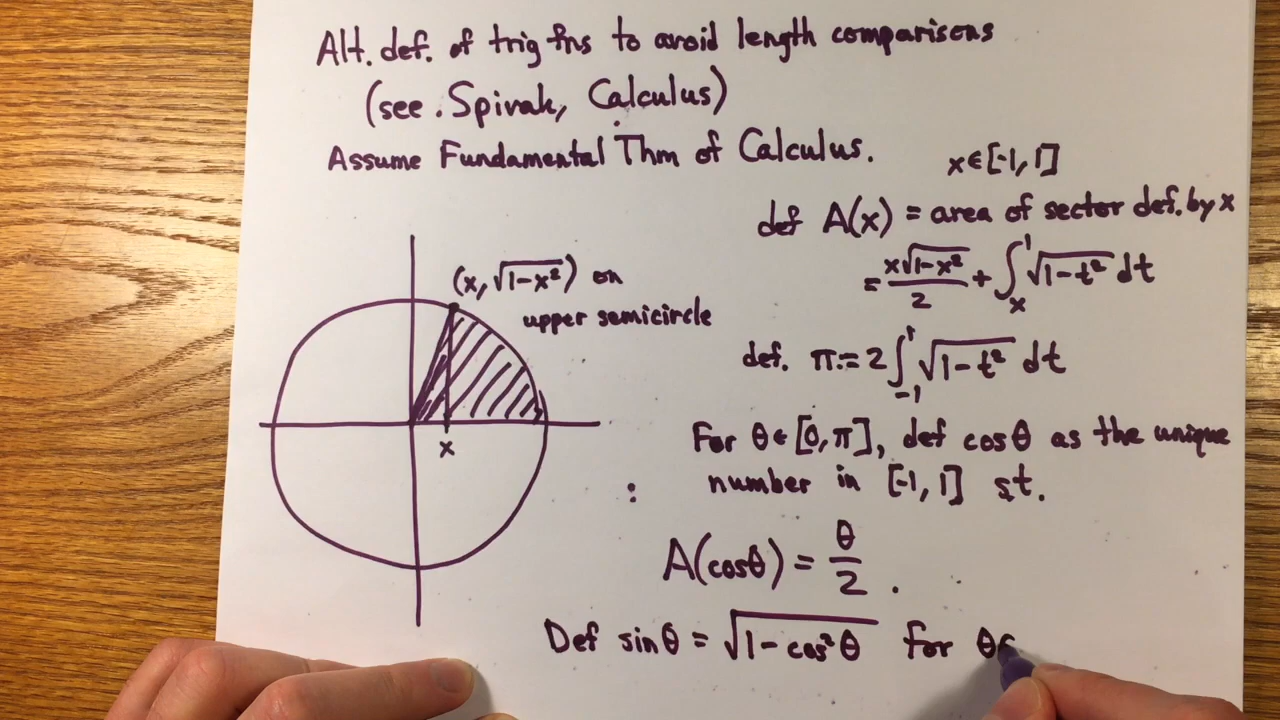 Alt. def. of trig fns to avoid length comparisons
(see Spivak, Calculus)
Assume Fundamental Thm of Calculus.
x∈[-1, 1]
def A(x) = area of sector def. by x
= x√(1-x²)/2 + ∫ₓ¹ √(1-t²) dt
(x, √(1-x²)) on
upper semicircle
x
def. π := 2∫₋₁¹ √(1-t²) dt
For θ∈[0, π], def cosθ as the unique
number in [-1, 1] st.
A(cosθ) = θ/2 .
Def sinθ = √(1-cos²θ) for θ∈